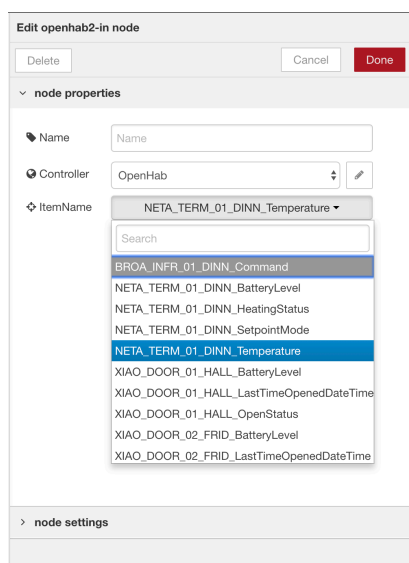 Edit openhab2-in node
Delete
Cancel
Done
node properties
Name
Name
Controller
OpenHab
ItemName
NETA_TERM_01_DINN_Temperature
Search
BROA_INFR_01_DINN_Command
NETA_TERM_01_DINN_BatteryLevel
NETA_TERM_01_DINN_HeatingStatus
NETA_TERM_01_DINN_SetpointMode
NETA_TERM_01_DINN_Temperature
XIAO_DOOR_01_HALL_BatteryLevel
XIAO_DOOR_01_HALL_LastTimeOpenedDateTime
XIAO_DOOR_01_HALL_OpenStatus
XIAO_DOOR_02_FRID_BatteryLevel
XIAO_DOOR_02_FRID_LastTimeOpenedDateTime
node settings